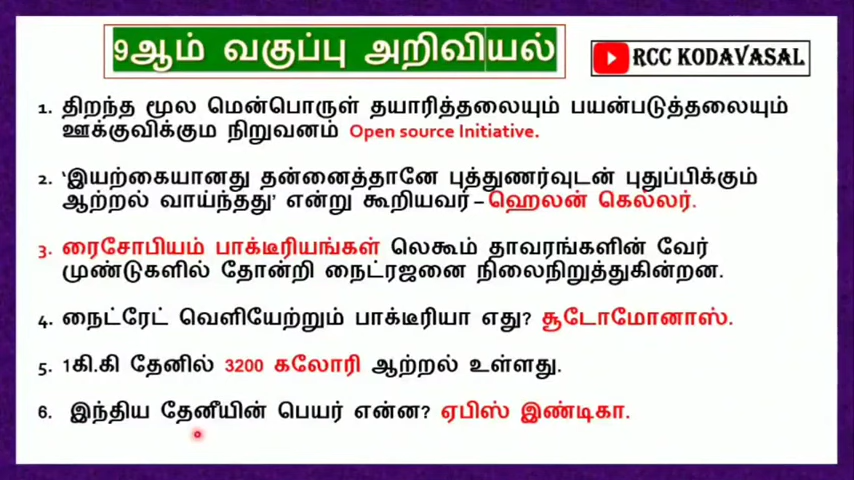 9ஆம் வகுப்பு அறிவியல்
RCC KODAVASAL
1. திறந்த மூல மென்பொருள் தயாரித்தலையும் பயன்படுத்தலையும்
ஊக்குவிக்கும நிறுவனம் Open source Initiative.
2. ‘இயற்கையானது தன்னைத்தானே புத்துணர்வுடன் புதுப்பிக்கும்
ஆற்றல் வாய்ந்தது’ என்று கூறியவர் – ஹெலன் கெல்லர்.
3. ரைசோபியம் பாக்டீரியங்கள் லெகூம் தாவரங்களின் வேர்
முண்டுகளில் தோன்றி நைட்ரஜனை நிலைநிறுத்துகின்றன.
4. நைட்ரேட் வெளியேற்றும் பாக்டீரியா எது? சூடோமோனாஸ்.
5. 1கி.கி தேனில் 3200 கலோரி ஆற்றல் உள்ளது.
6. இந்திய தேனீயின் பெயர் என்ன? ஏபிஸ் இண்டிகா.